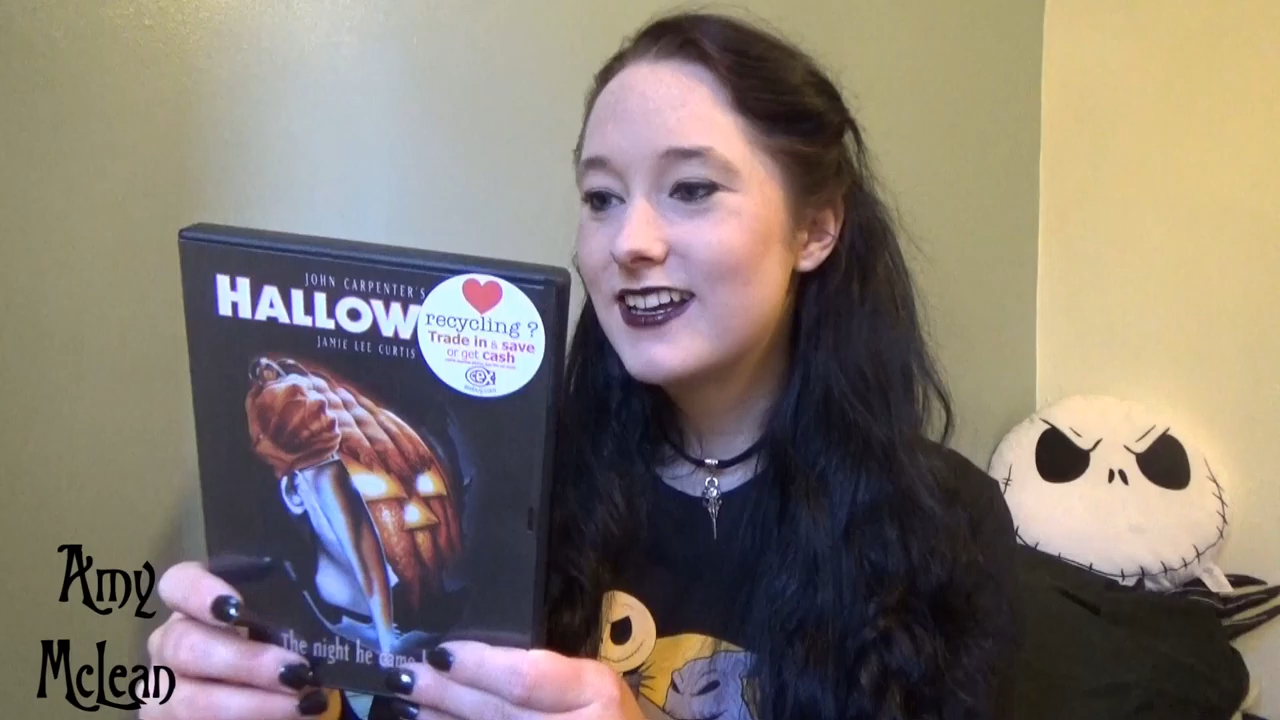 JOHN CARPENTER'S
HALLOW
JAMIE LEE CURTIS
recycling ?
Trade in & save
or get cash
cex
The night he came
Amy
McLean